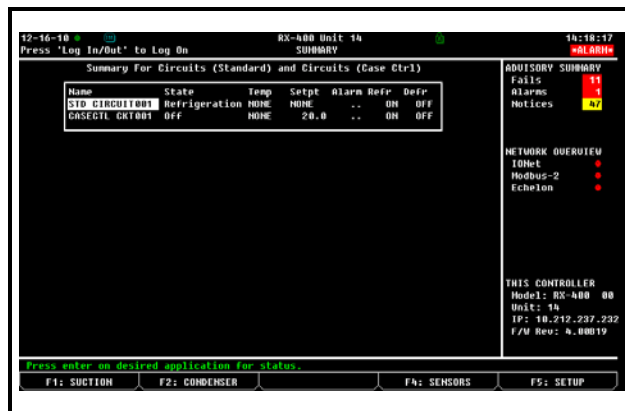 12-16-10 RX-400 Unit 14 14:18:17
Press 'Log In/Out' to Log On SUMMARY *ALARM*
Summary For Circuits (Standard) and Circuits (Case Ctrl)
Name State Temp Setpt Alarm Refr Defr
STD CIRCUIT001 Refrigeration NONE NONE .. ON OFF
CASECTL CKT001 Off NONE 20.0 .. ON OFF
ADVISORY SUMMARY
Fails 11
Alarms 1
Notices 47
NETWORK OVERVIEW
IONet
Modbus-2
Echelon
THIS CONTROLLER
Model: RX-400 00
Unit: 14
IP: 10.212.237.232
F/W Rev: 4.00B19
Press enter on desired application for status.
F1: SUCTION F2: CONDENSER F4: SENSORS F5: SETUP